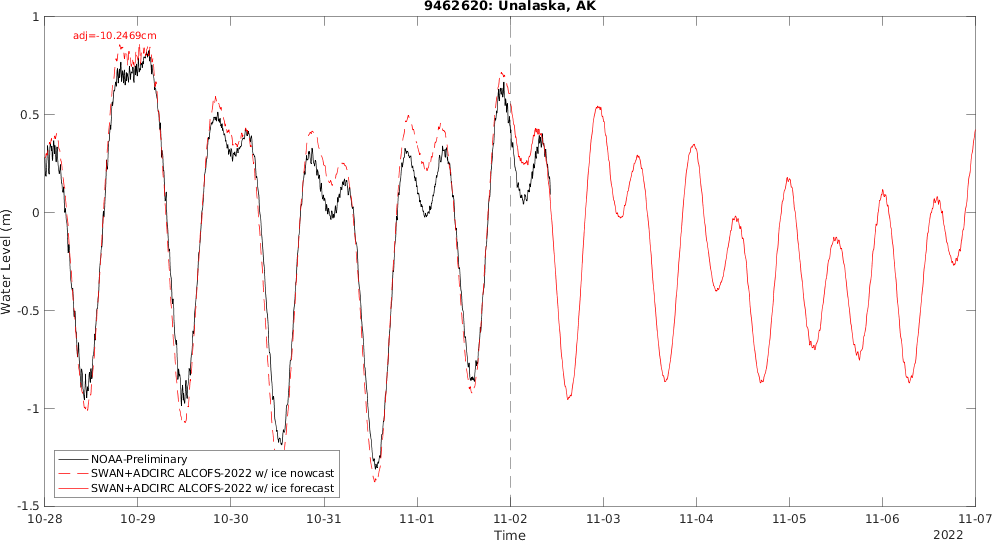 9462620: Unalaska, AK
adj=-10.2469cm
1
0.5
0
-0.5
-1
-1.5
Water Level (m)
NOAA-Preliminary
SWAN+ADCIRC ALCOFS-2022 w/ ice nowcast
SWAN+ADCIRC ALCOFS-2022 w/ ice forecast
10-28 10-29 10-30 10-31 11-01 11-02 11-03 11-04 11-05 11-06 11-07
Time
2022